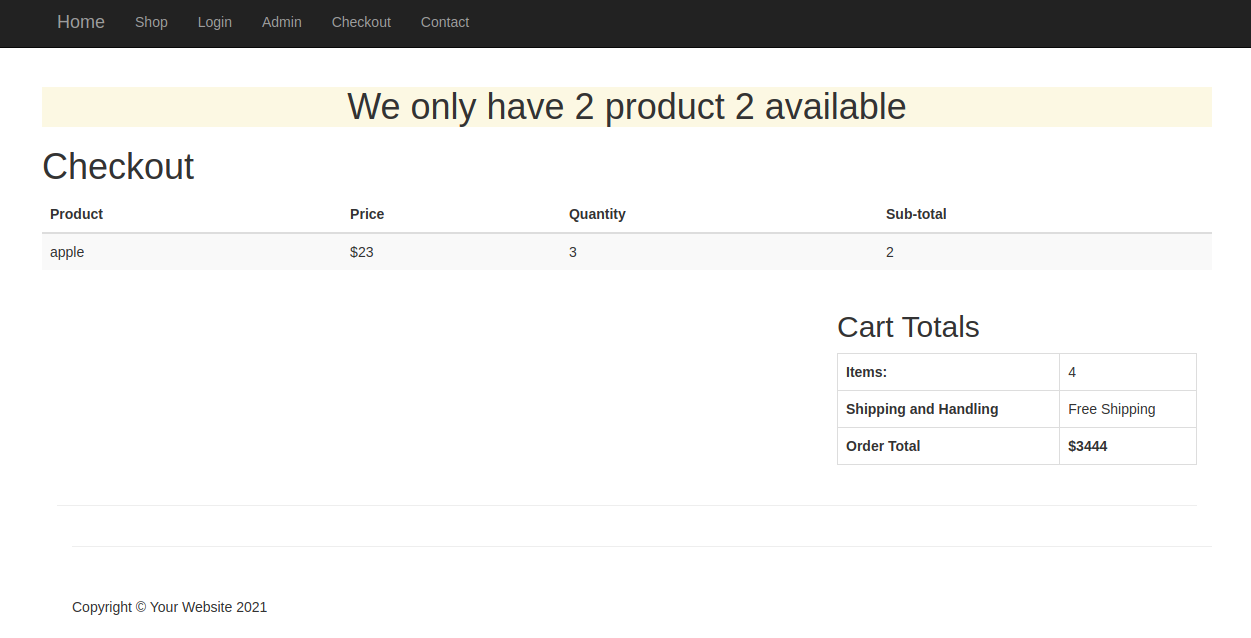 Home Shop Login Admin Checkout Contact
We only have 2 product 2 available
Checkout
Product Price Quantity Sub-total
apple $23 3 2
Cart Totals
Items: 4
Shipping and Handling Free Shipping
Order Total $3444
Copyright © Your Website 2021